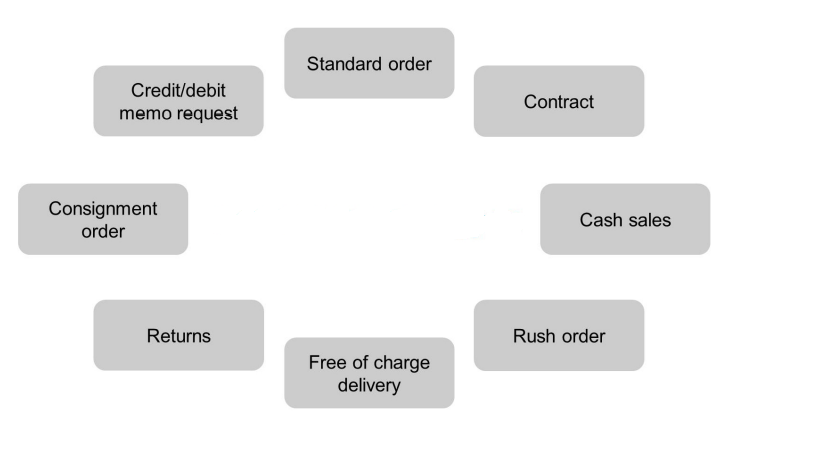 Standard order
Credit/debit
memo request
Contract
Consignment
order
Cash sales
Returns
Rush order
Free of charge
delivery